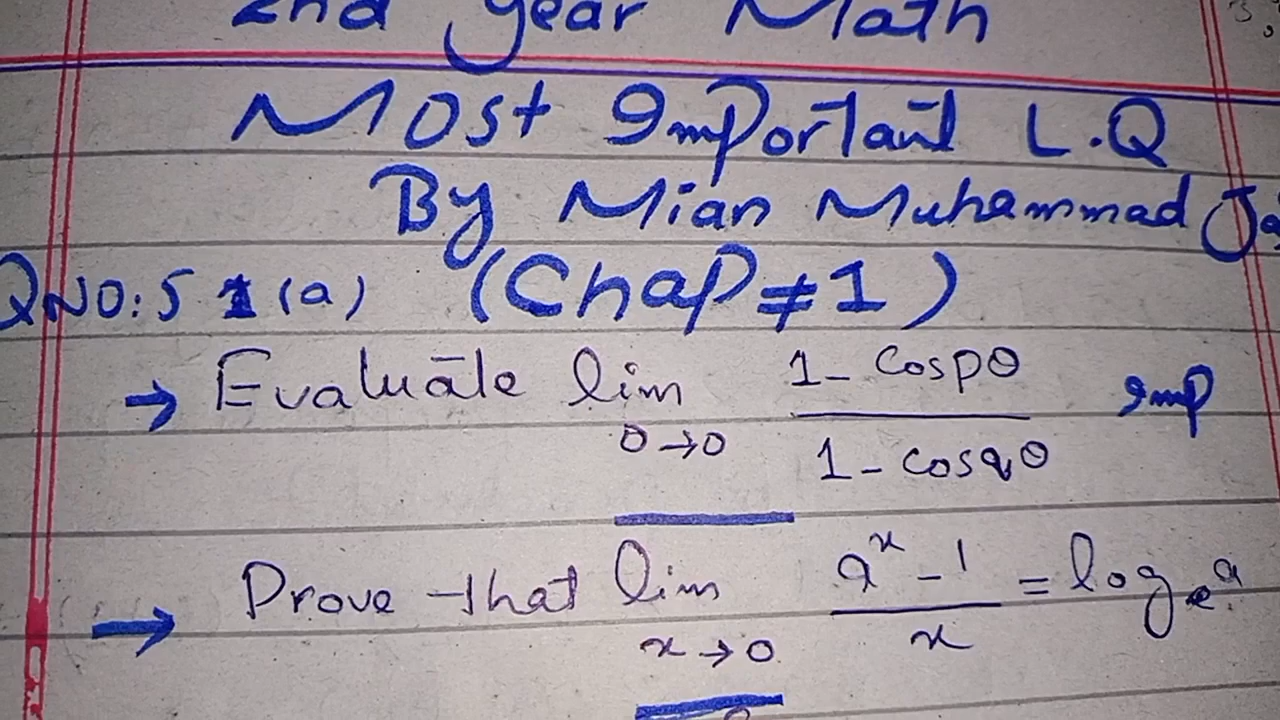 2nd Year Math
Most Important L.Q
By Mian Muhammad
QNO:5 1 (a) (Chap # 1)
→ Evaluate lim θ→0 1 - cospθ / 1 - cosqθ Imp
→ Prove that lim x→0 a^x - 1 / x = log_e a